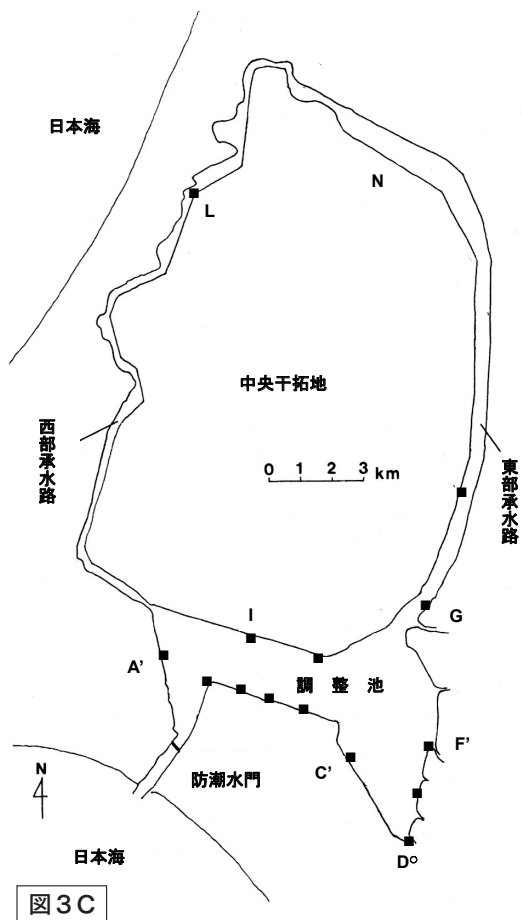 日本海
N
L
中央干拓地
西部承水路
0 1 2 3 km
東部承水路
I
G
A'
調整池
F'
C'
防潮水門
N
日本海
D°
図3C